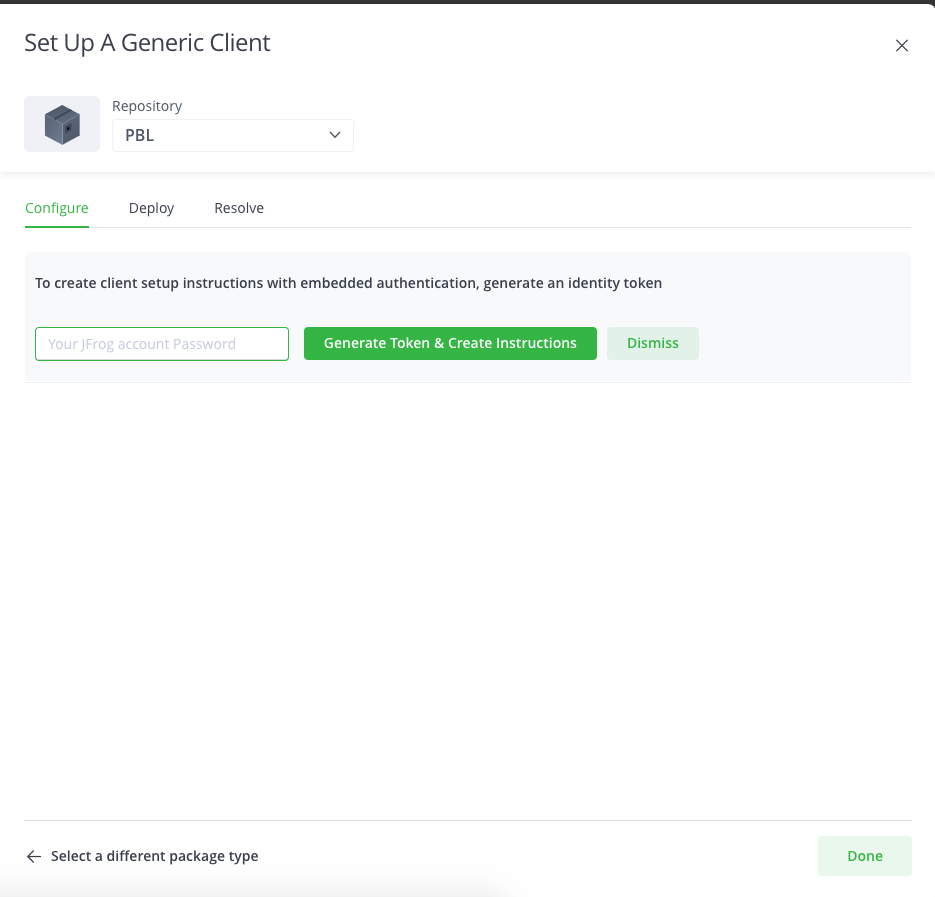 Set Up A Generic Client
Repository
PBL
Configure Deploy Resolve
To create client setup instructions with embedded authentication, generate an identity token
Your JFrog account Password Generate Token & Create Instructions Dismiss
Select a different package type Done